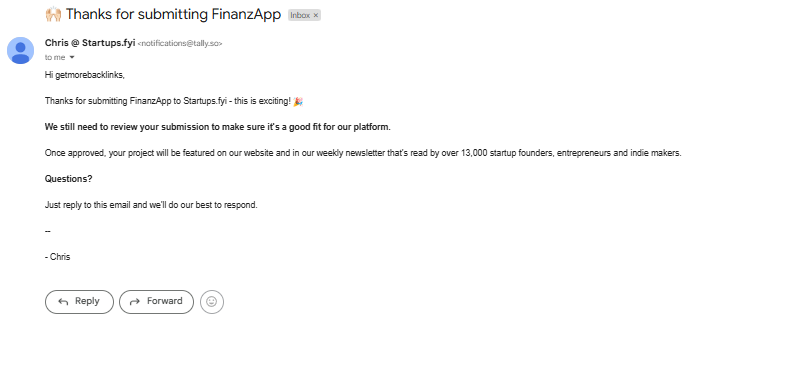 🙌🏻 Thanks for submitting FinanzApp Inbox ×
Chris @ Startups.fyi <notifications@tally.so>
to me
Hi getmorebacklinks,
Thanks for submitting FinanzApp to Startups.fyi - this is exciting! 🎉
We still need to review your submission to make sure it's a good fit for our platform.
Once approved, your project will be featured on our website and in our weekly newsletter that's read by over 13,000 startup founders, entrepreneurs and indie makers.
Questions?
Just reply to this email and we'll do our best to respond.
--
- Chris
Reply Forward